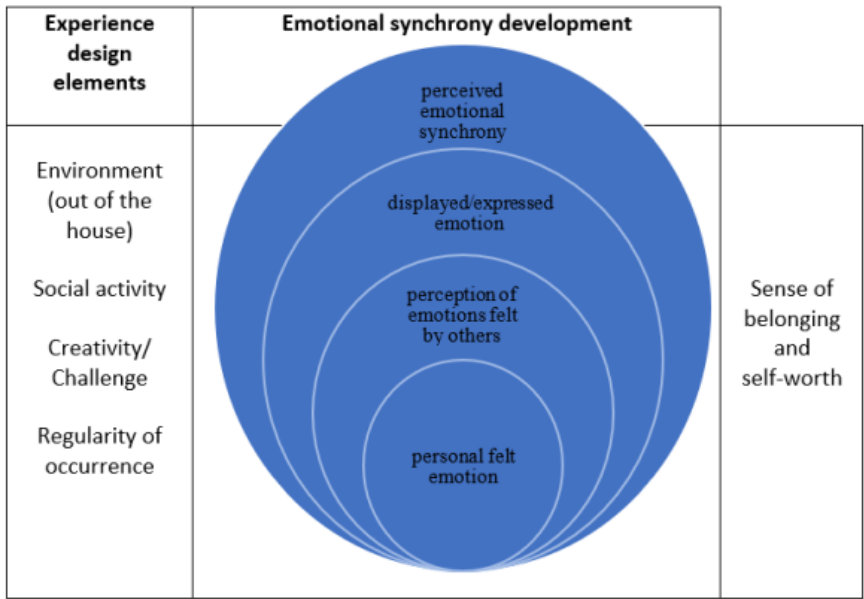 Experience
design
elements
Emotional synchrony development
Environment
(out of the
house)
Social activity
Creativity/
Challenge
Regularity of
occurrence
perceived
emotional
synchrony
displayed/expressed
emotion
perception of
emotions felt
by others
personal felt
emotion
Sense of
belonging
and
self-worth